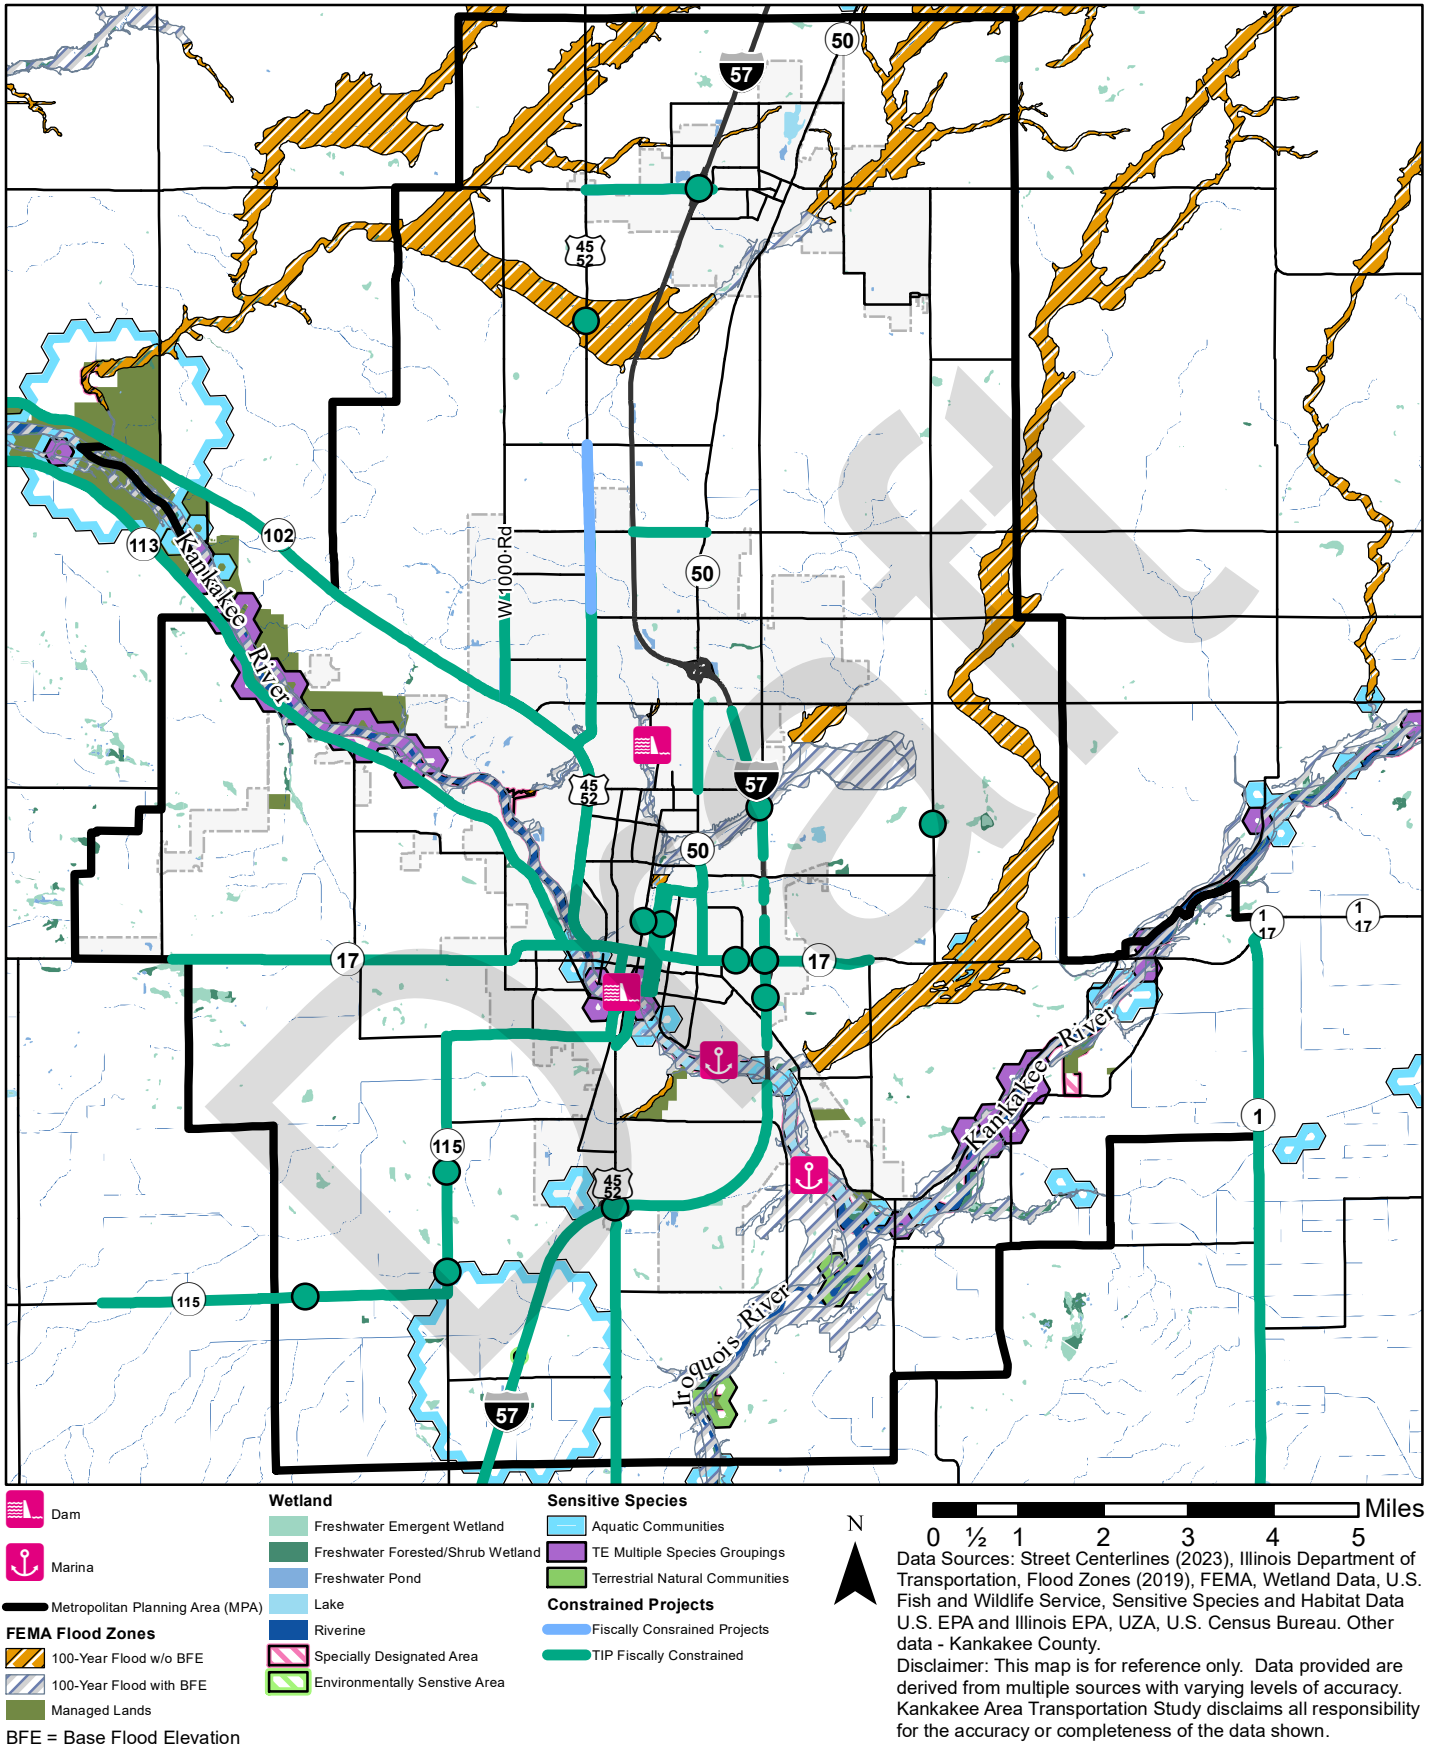 50
57
45
52
102
113
Kankakee
River
W 1000 Rd
50
45
52
57
50
1
17
1
17
17
17
Kankakee River
Kankakee
1
115
45
52
115
Iroquois River
57
Draft
Dam
Marina
Metropolitan Planning Area (MPA)
FEMA Flood Zones
100-Year Flood w/o BFE
100-Year Flood with BFE
Managed Lands
BFE = Base Flood Elevation
Wetland
Freshwater Emergent Wetland
Freshwater Forested/Shrub Wetland
Freshwater Pond
Lake
Riverine
Specially Designated Area
Environmentally Senstive Area
Sensitive Species
Aquatic Communities
TE Multiple Species Groupings
Terrestrial Natural Communities
Constrained Projects
Fiscally Consrained Projects
TIP Fiscally Constrained
N
Miles
0 ½ 1 2 3 4 5
Data Sources: Street Centerlines (2023), Illinois Department of
Transportation, Flood Zones (2019), FEMA, Wetland Data, U.S.
Fish and Wildlife Service, Sensitive Species and Habitat Data
U.S. EPA and Illinois EPA, UZA, U.S. Census Bureau. Other
data - Kankakee County.
Disclaimer: This map is for reference only. Data provided are
derived from multiple sources with varying levels of accuracy.
Kankakee Area Transportation Study disclaims all responsibility
for the accuracy or completeness of the data shown.